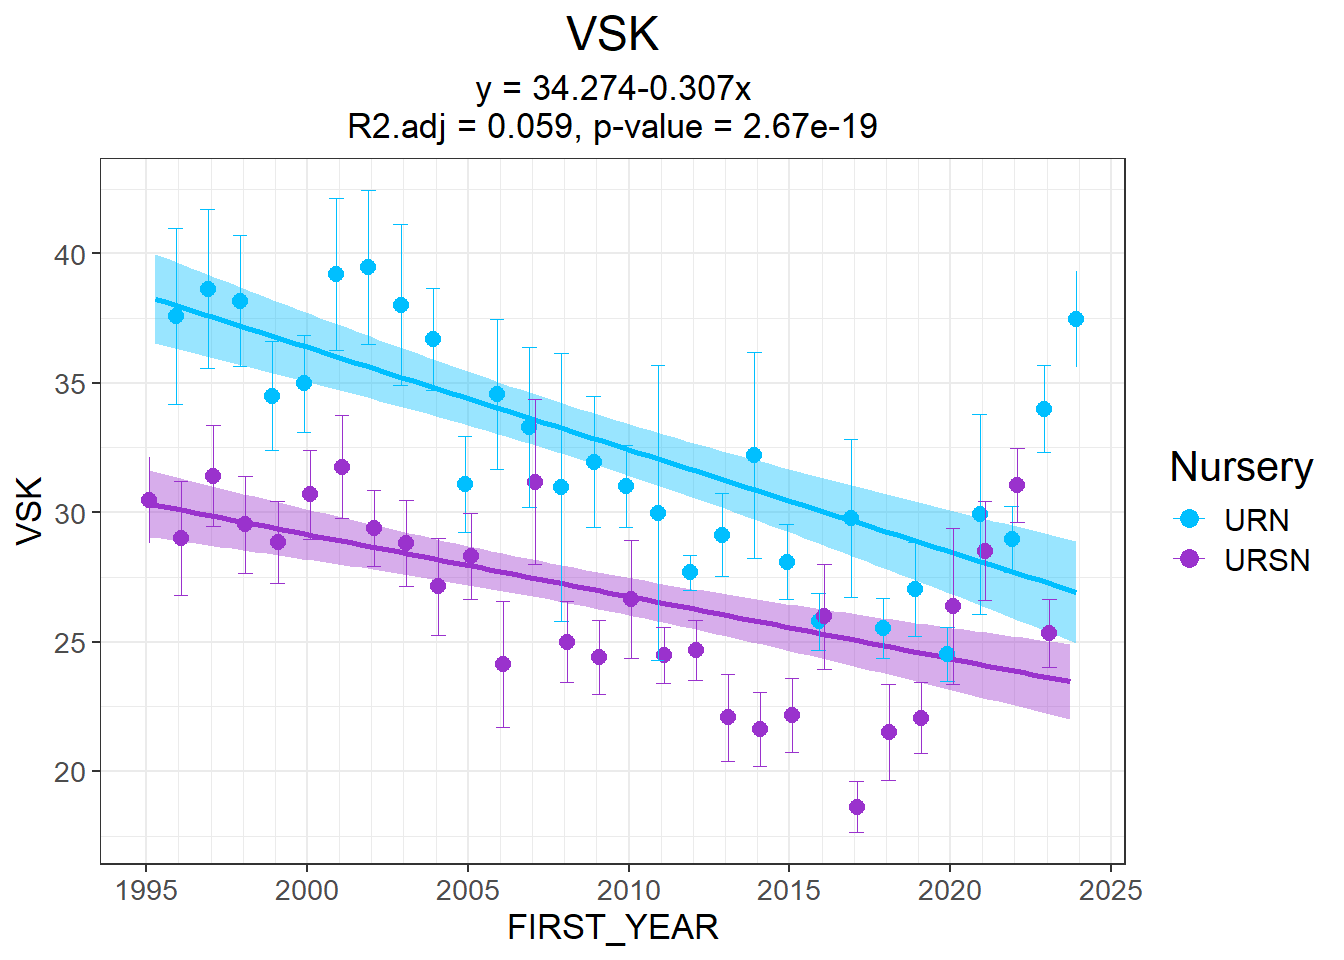 VSK
y = 34.274-0.307x
R2.adj = 0.059, p-value = 2.67e-19
VSK
40
35
30
25
20
1995 2000 2005 2010 2015 2020 2025
FIRST_YEAR
Nursery
URN
URSN